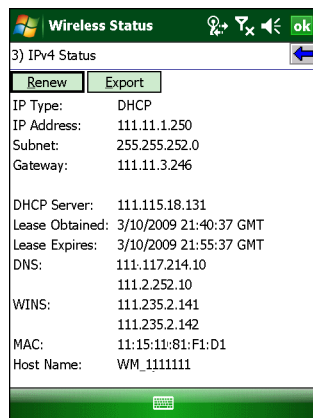 Wireless Status ok
3) IPv4 Status
Renew Export
IP Type: DHCP
IP Address: 111.11.1.250
Subnet: 255.255.252.0
Gateway: 111.11.3.246
DHCP Server: 111.115.18.131
Lease Obtained: 3/10/2009 21:40:37 GMT
Lease Expires: 3/10/2009 21:55:37 GMT
DNS: 111.117.214.10
111.2.252.10
WINS: 111.235.2.141
111.235.2.142
MAC: 11:15:11:81:F1:D1
Host Name: WM_1111111